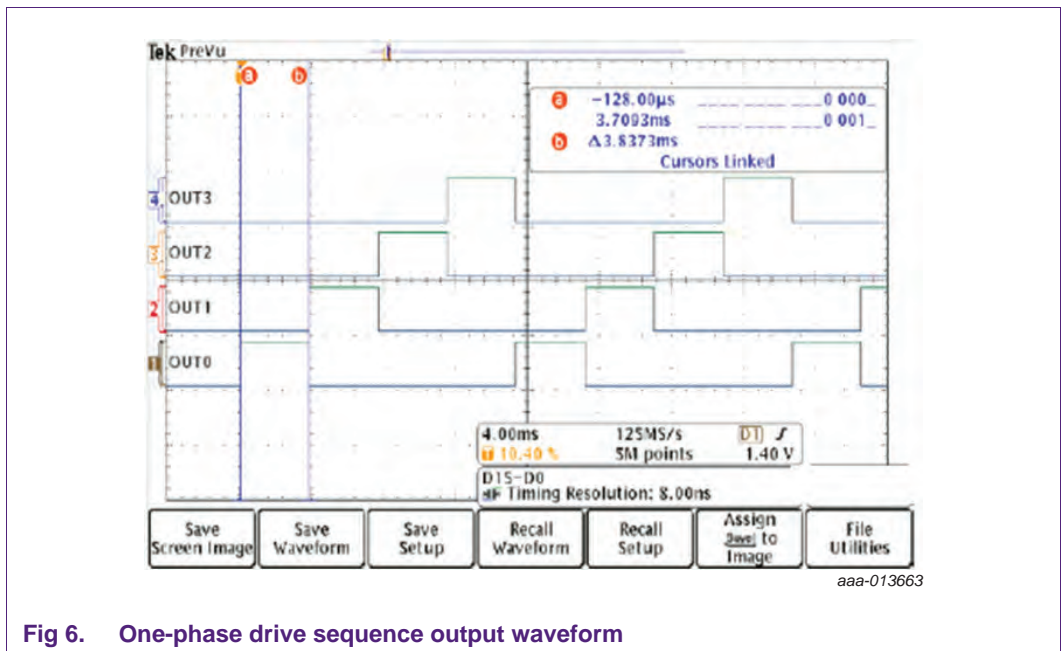 Tek PreVu
a b
a -128.00µs 0 000_
3.7093ms 0 001_
b Δ3.8373ms
Cursors Linked
4 OUT3
3 OUT2
2 OUT1
1 OUT0
4.00ms 125MS/s D1
10.40 % 5M points 1.40 V
D15-D0
Timing Resolution: 8.00ns
Save Screen Image
Save Waveform
Save Setup
Recall Waveform
Recall Setup
Assign Save to Image
File Utilities
aaa-013663
Fig 6. One-phase drive sequence output waveform